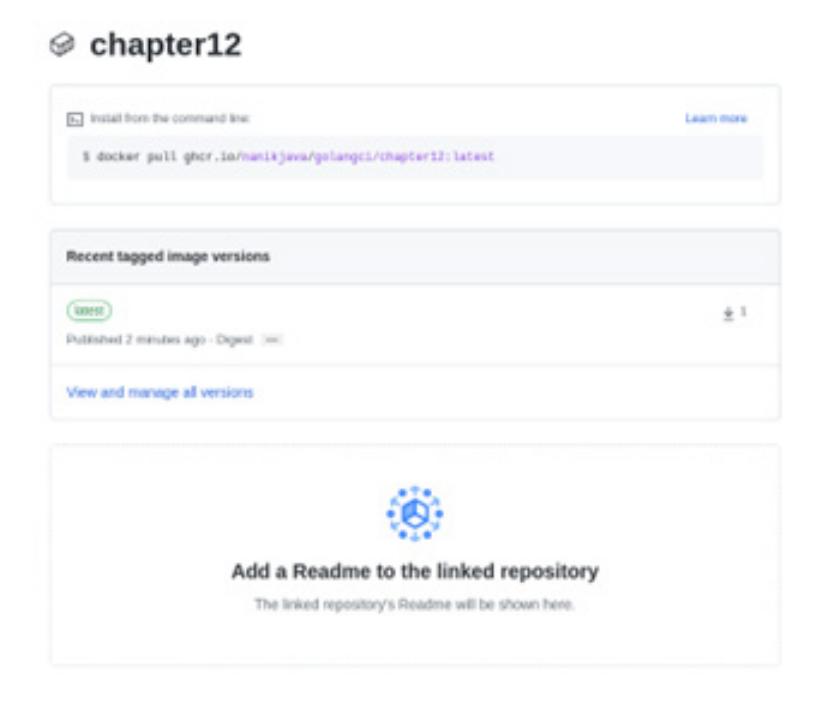 chapter12
Install from the command line:
Learn more
$ docker pull ghcr.io/nanikjava/golangci/chapter12:latest
Recent tagged image versions
latest
1
Published 2 minutes ago · Digest
View and manage all versions
Add a Readme to the linked repository
The linked repository's Readme will be shown here.